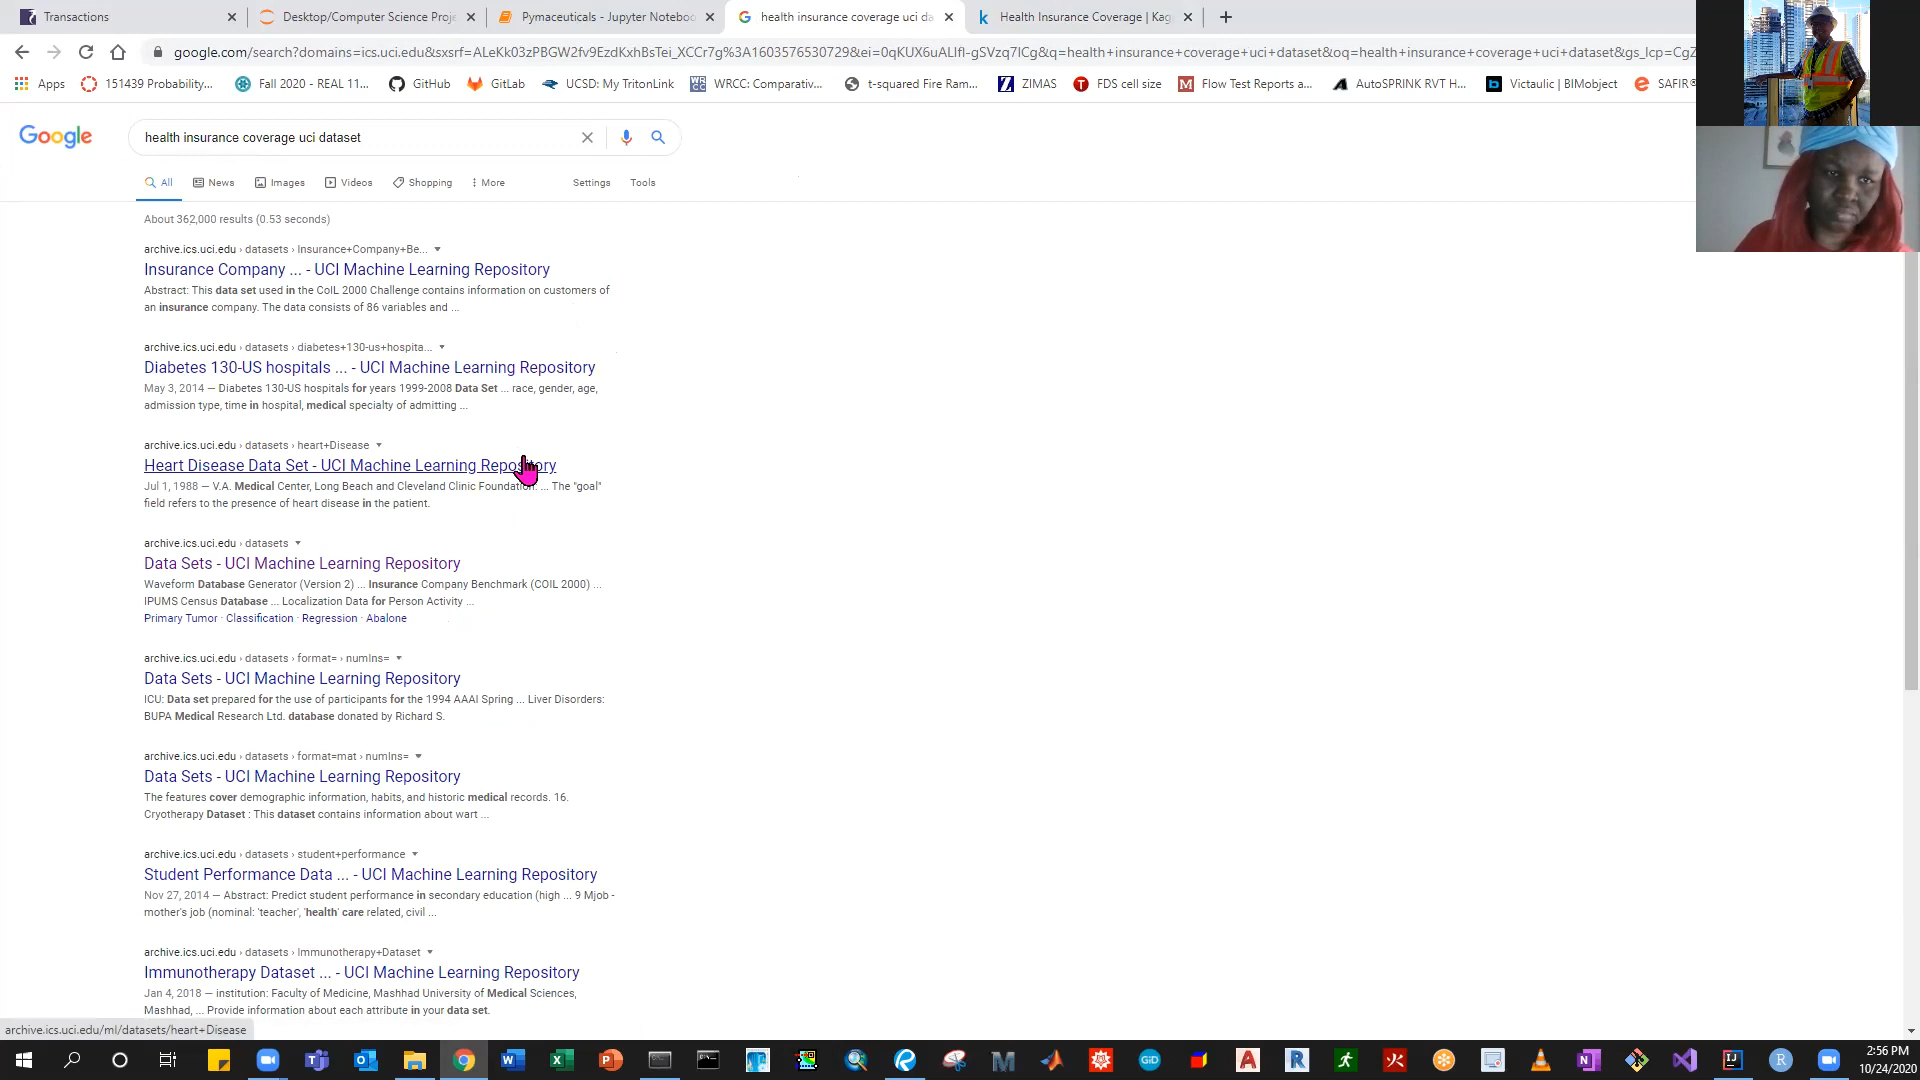 Transactions
Desktop/Computer Science Proje
Pymaceuticals - Jupyter Noteboo
health insurance coverage uci da
Health Insurance Coverage | Kag
google.com/search?domains=ics.uci.edu&sxsrf=ALeKk03zPBGW2fv9EzdKxhBsTei_XCCr7g%3A1603576530729&ei=0qKUX6uALIfI-gSVzq7ICg&q=health+insurance+coverage+uci+dataset&oq=health+insurance+coverage+uci+dataset&gs_lcp=CgZ
Apps
151439 Probability...
Fall 2020 - REAL 11...
GitHub
GitLab
UCSD: My TritonLink
WRCC: Comparativ...
t-squared Fire Ram...
ZIMAS
FDS cell size
Flow Test Reports a...
AutoSPRINK RVT H...
Victaulic | BIMobject
SAFIR®
Google
health insurance coverage uci dataset
All
News
Images
Videos
Shopping
More
Settings
Tools
About 362,000 results (0.53 seconds)
archive.ics.uci.edu › datasets › Insurance+Company+Be...
Insurance Company ... - UCI Machine Learning Repository
Abstract: This data set used in the CoIL 2000 Challenge contains information on customers of
an insurance company. The data consists of 86 variables and ...
archive.ics.uci.edu › datasets › diabetes+130-us+hospita...
Diabetes 130-US hospitals ... - UCI Machine Learning Repository
May 3, 2014 — Diabetes 130-US hospitals for years 1999-2008 Data Set ... race, gender, age,
admission type, time in hospital, medical specialty of admitting ...
archive.ics.uci.edu › datasets › heart+Disease
Heart Disease Data Set - UCI Machine Learning Repository
Jul 1, 1988 — V.A. Medical Center, Long Beach and Cleveland Clinic Foundation. ... The "goal"
field refers to the presence of heart disease in the patient.
archive.ics.uci.edu › datasets
Data Sets - UCI Machine Learning Repository
Waveform Database Generator (Version 2) ... Insurance Company Benchmark (COIL 2000) ...
IPUMS Census Database ... Localization Data for Person Activity ...
Primary Tumor · Classification · Regression · Abalone
archive.ics.uci.edu › datasets › format= › numIns=
Data Sets - UCI Machine Learning Repository
ICU: Data set prepared for the use of participants for the 1994 AAAI Spring ... Liver Disorders:
BUPA Medical Research Ltd. database donated by Richard S.
archive.ics.uci.edu › datasets › format=mat › numIns=
Data Sets - UCI Machine Learning Repository
The features cover demographic information, habits, and historic medical records. 16.
Cryotherapy Dataset : This dataset contains information about wart ...
archive.ics.uci.edu › datasets › student+performance
Student Performance Data ... - UCI Machine Learning Repository
Nov 27, 2014 — Abstract: Predict student performance in secondary education (high ... 9 Mjob -
mother's job (nominal: 'teacher', 'health' care related, civil ...
archive.ics.uci.edu › datasets › Immunotherapy+Dataset
Immunotherapy Dataset ... - UCI Machine Learning Repository
Jan 4, 2018 — institution: Faculty of Medicine, Mashhad University of Medical Sciences,
Mashhad, ... Provide information about each attribute in your data set.
archive.ics.uci.edu/ml/datasets/heart+Disease
2:56 PM
10/24/2020